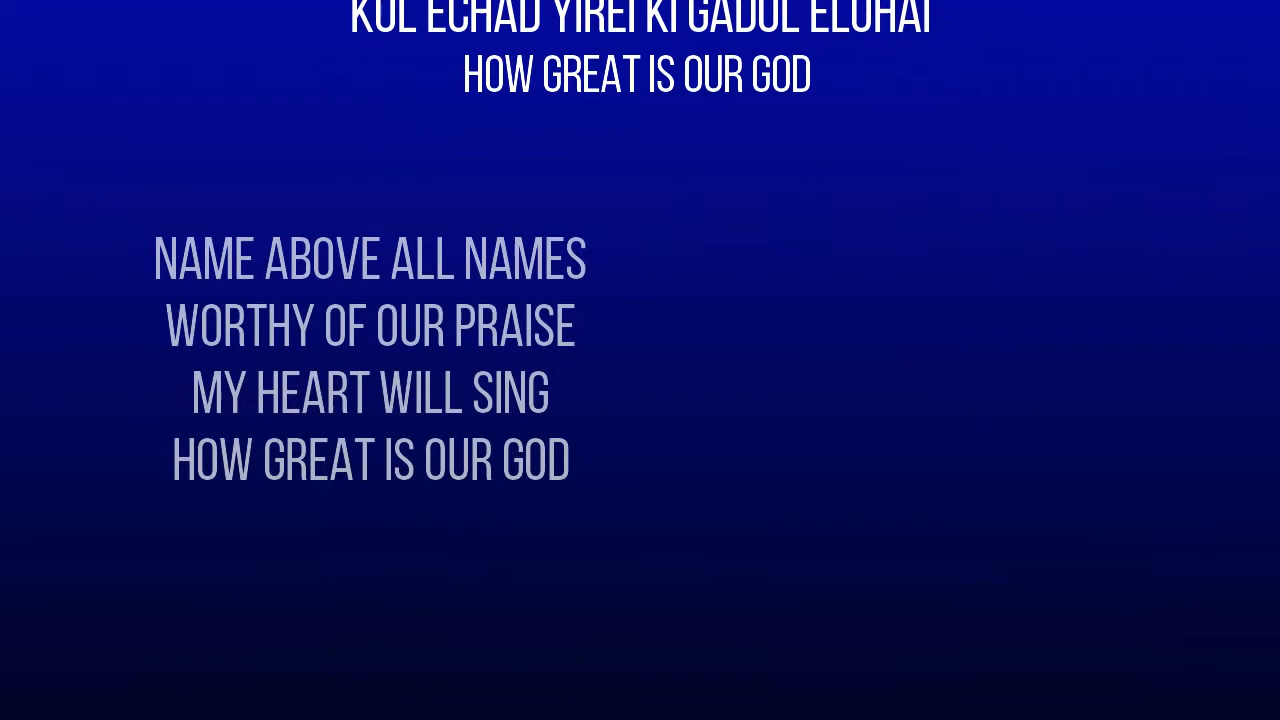 KOL ECHAD YIREI KI GADOL ELOHAI
HOW GREAT IS OUR GOD
NAME ABOVE ALL NAMES
WORTHY OF OUR PRAISE
MY HEART WILL SING
HOW GREAT IS OUR GOD